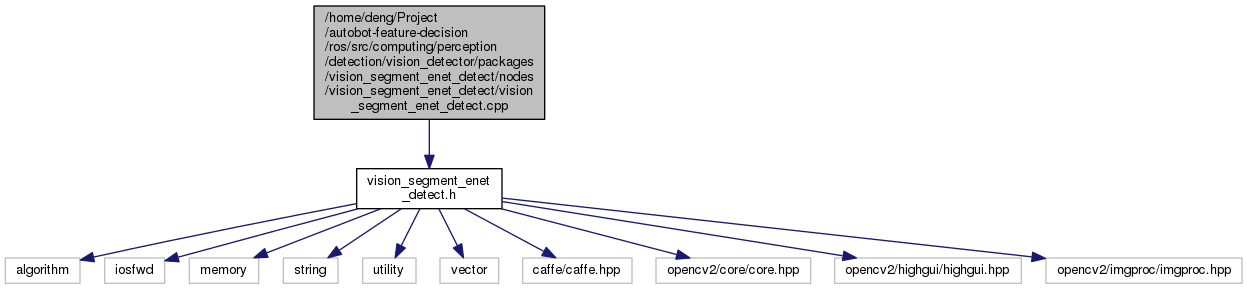 /home/deng/Project
/autobot-feature-decision
/ros/src/computing/perception
/detection/vision_detector/packages
/vision_segment_enet_detect/nodes
/vision_segment_enet_detect/vision
_segment_enet_detect.cpp
vision_segment_enet
_detect.h
algorithm
iosfwd
memory
string
utility
vector
caffe/caffe.hpp
opencv2/core/core.hpp
opencv2/highgui/highgui.hpp
opencv2/imgproc/imgproc.hpp